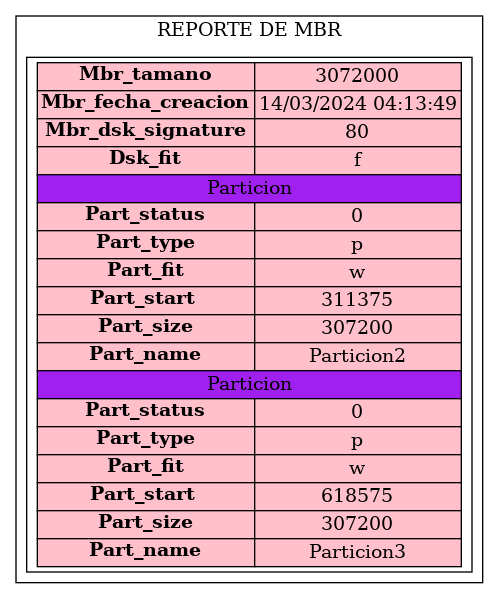 REPORTE DE MBR
Mbr_tamano 3072000
Mbr_fecha_creacion 14/03/2024 04:13:49
Mbr_dsk_signature 80
Dsk_fit f
Particion
Part_status 0
Part_type p
Part_fit w
Part_start 311375
Part_size 307200
Part_name Particion2
Particion
Part_status 0
Part_type p
Part_fit w
Part_start 618575
Part_size 307200
Part_name Particion3